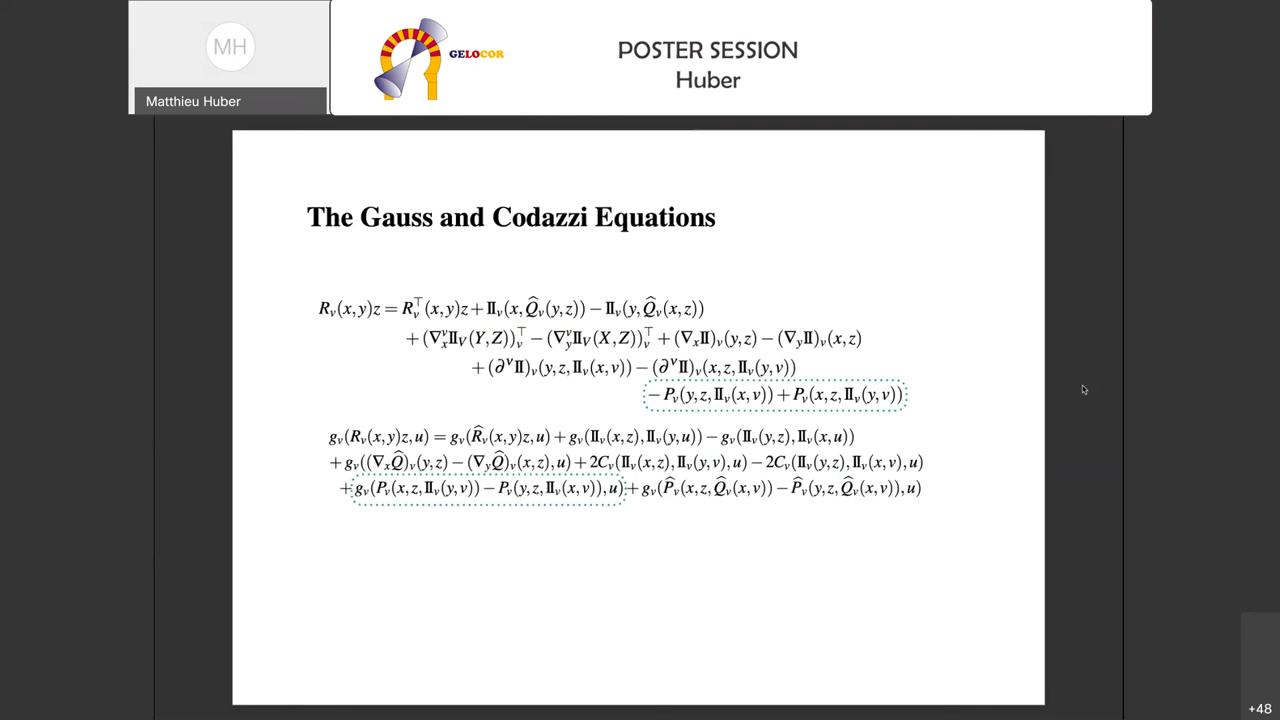 MH
Matthieu Huber
GELOCOR
POSTER SESSION
Huber
The Gauss and Codazzi Equations
R_v(x,y)z = R_v^⊤(x,y)z + 𝕀𝕀_v(x,Q̂_v(y,z)) − 𝕀𝕀_v(y,Q̂_v(x,z))
+ (∇_x^v 𝕀𝕀_V(Y,Z))_v^⊤ − (∇_y^v 𝕀𝕀_V(X,Z))_v^⊤ + (∇_x 𝕀𝕀)_v(y,z) − (∇_y 𝕀𝕀)_v(x,z)
+ (∂^ν 𝕀𝕀)_v(y,z,𝕀𝕀_v(x,v)) − (∂^ν 𝕀𝕀)_v(x,z,𝕀𝕀_v(y,v))
− P_v(y,z,𝕀𝕀_v(x,v)) + P_v(x,z,𝕀𝕀_v(y,v))
g_v(R_v(x,y)z,u) = g_v(R̂_v(x,y)z,u) + g_v(𝕀𝕀_v(x,z),𝕀𝕀_v(y,u)) − g_v(𝕀𝕀_v(y,z),𝕀𝕀_v(x,u))
+ g_v((∇_x Q̂)_v(y,z) − (∇_y Q̂)_v(x,z),u) + 2C_v(𝕀𝕀_v(x,z),𝕀𝕀_v(y,v),u) − 2C_v(𝕀𝕀_v(y,z),𝕀𝕀_v(x,v),u)
+ g_v(P_v(x,z,𝕀𝕀_v(y,v)) − P_v(y,z,𝕀𝕀_v(x,v)),u) + g_v(P̂_v(x,z,Q̂_v(x,v)) − P̂_v(y,z,Q̂_v(x,v)),u)
+48